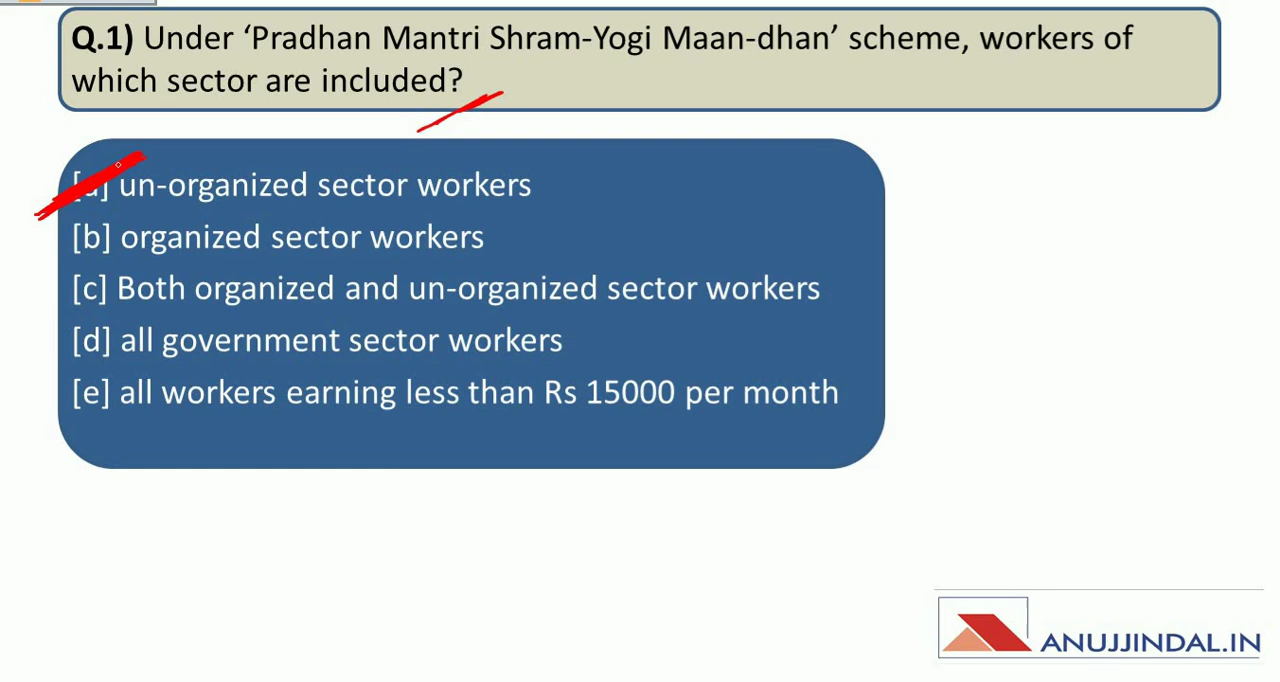 Q.1) Under ‘Pradhan Mantri Shram-Yogi Maan-dhan’ scheme, workers of
which sector are included?
[a] un-organized sector workers
[b] organized sector workers
[c] Both organized and un-organized sector workers
[d] all government sector workers
[e] all workers earning less than Rs 15000 per month
ANUJJINDAL.IN